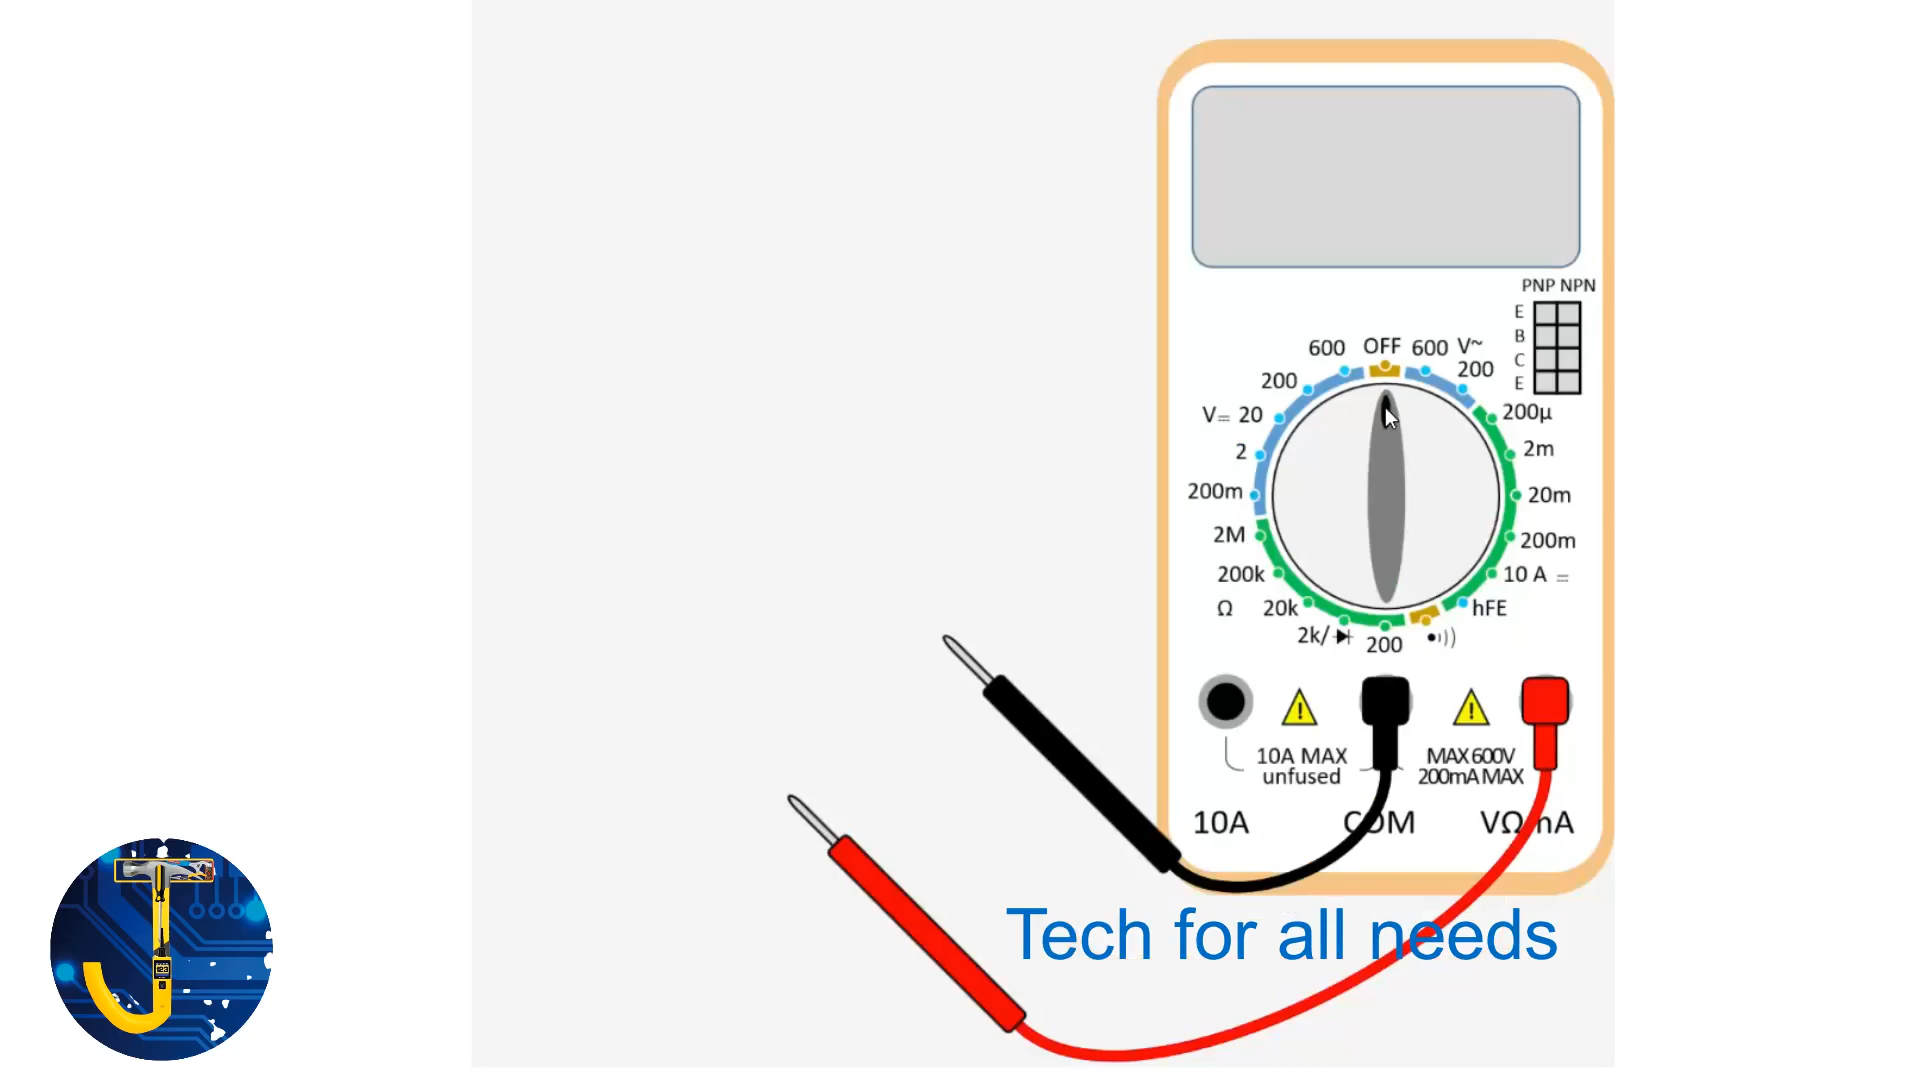 PNP NPN
E
B
C
E
600 OFF 600 V~
200 200
V= 20 200µ
2 2m
200m 20m
2M 200m
200k 10 A =
Ω 20k hFE
2k/ 200
10A MAX
unfused
MAX 600V
200mA MAX
10A COM VΩmA
Tech for all needs